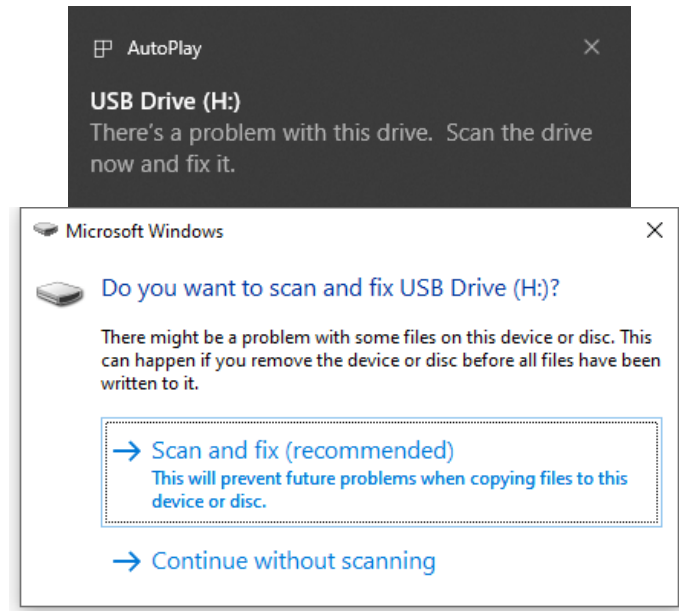 AutoPlay
USB Drive (H:)
There's a problem with this drive.  Scan the drive
now and fix it.
Microsoft Windows
Do you want to scan and fix USB Drive (H:)?
There might be a problem with some files on this device or disc. This
can happen if you remove the device or disc before all files have been
written to it.
Scan and fix (recommended)
This will prevent future problems when copying files to this
device or disc.
Continue without scanning